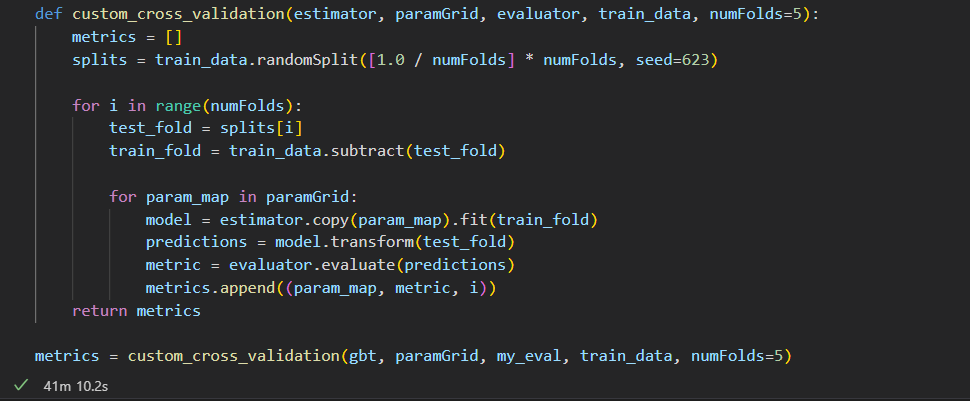 def custom_cross_validation(estimator, paramGrid, evaluator, train_data, numFolds=5):
    metrics = []
    splits = train_data.randomSplit([1.0 / numFolds] * numFolds, seed=623)

    for i in range(numFolds):
        test_fold = splits[i]
        train_fold = train_data.subtract(test_fold)

        for param_map in paramGrid:
            model = estimator.copy(param_map).fit(train_fold)
            predictions = model.transform(test_fold)
            metric = evaluator.evaluate(predictions)
            metrics.append((param_map, metric, i))
    return metrics

metrics = custom_cross_validation(gbt, paramGrid, my_eval, train_data, numFolds=5)
✓ 41m 10.2s